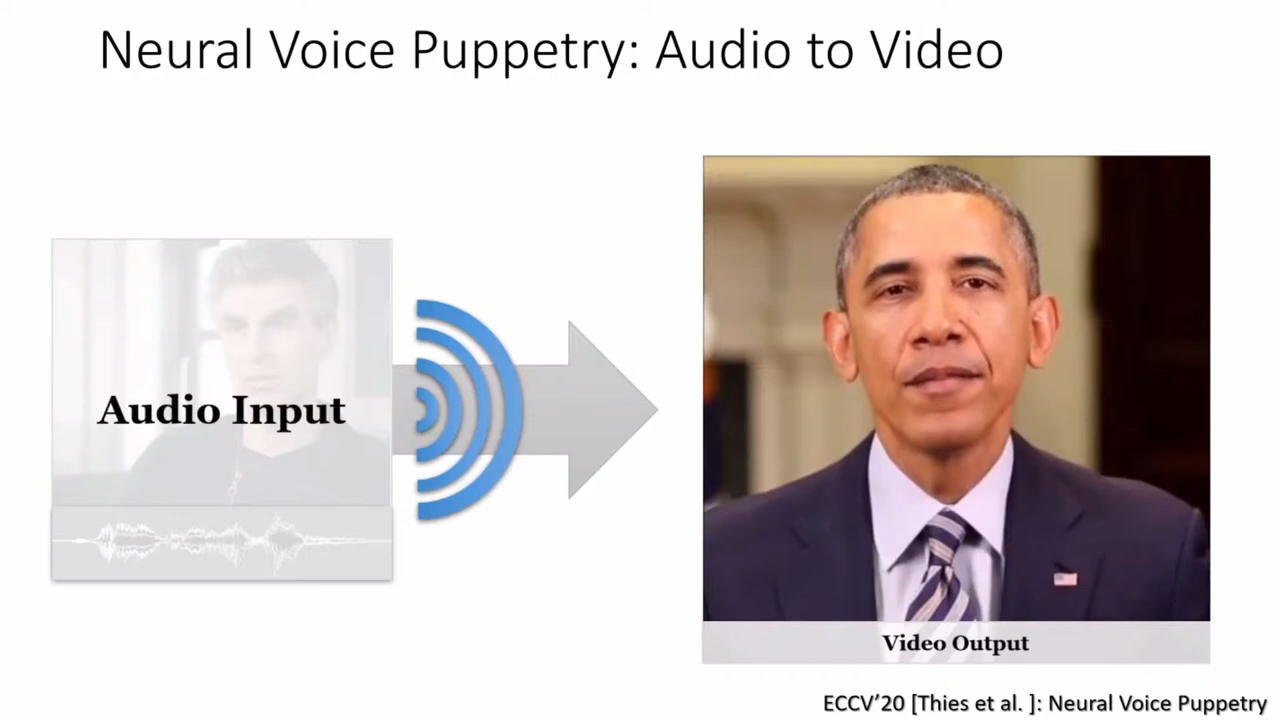 Neural Voice Puppetry: Audio to Video
Audio Input
Video Output
ECCV’20 [Thies et al. ]: Neural Voice Puppetry